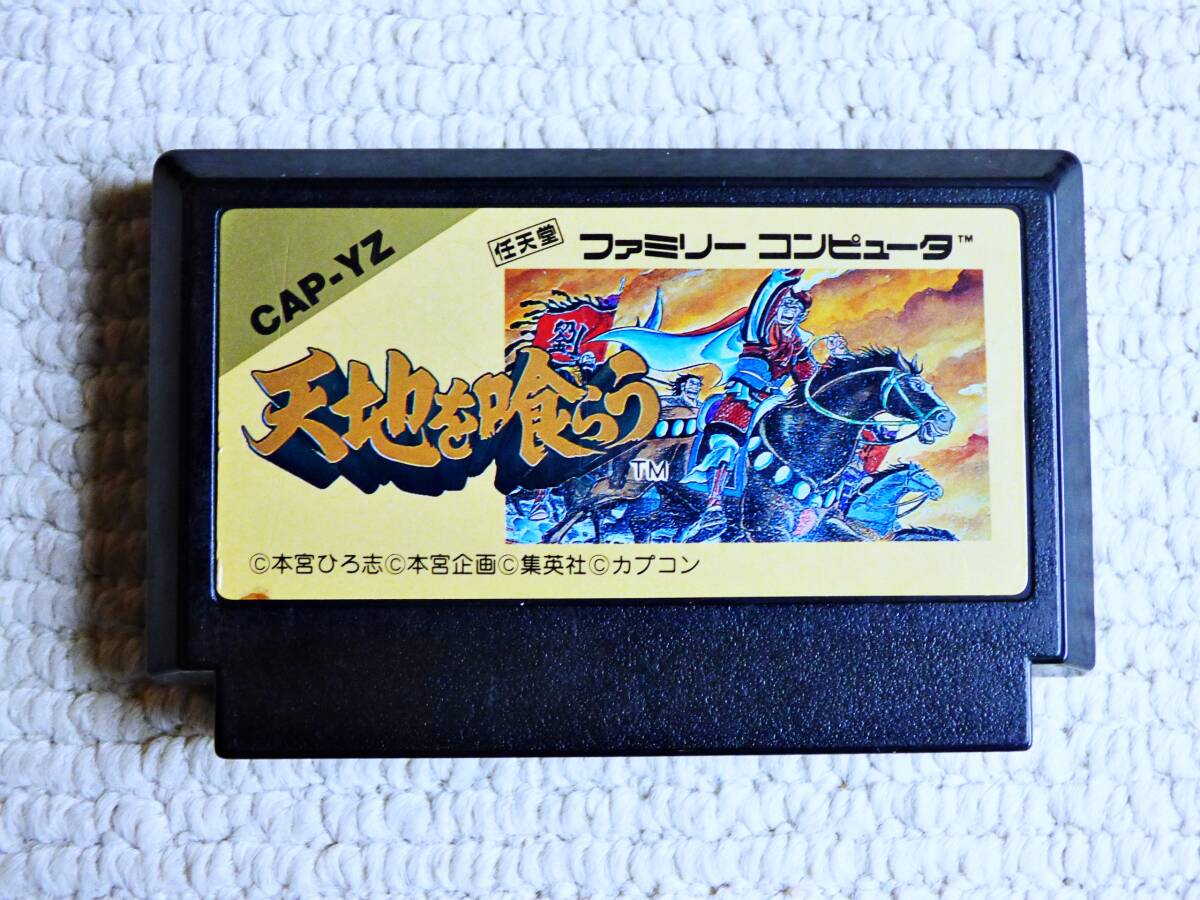 CAP-YZ
任天堂 ファミリー コンピュータ™
劉
天地を喰らう
TM
©本宮ひろ志©本宮企画©集英社©カプコン